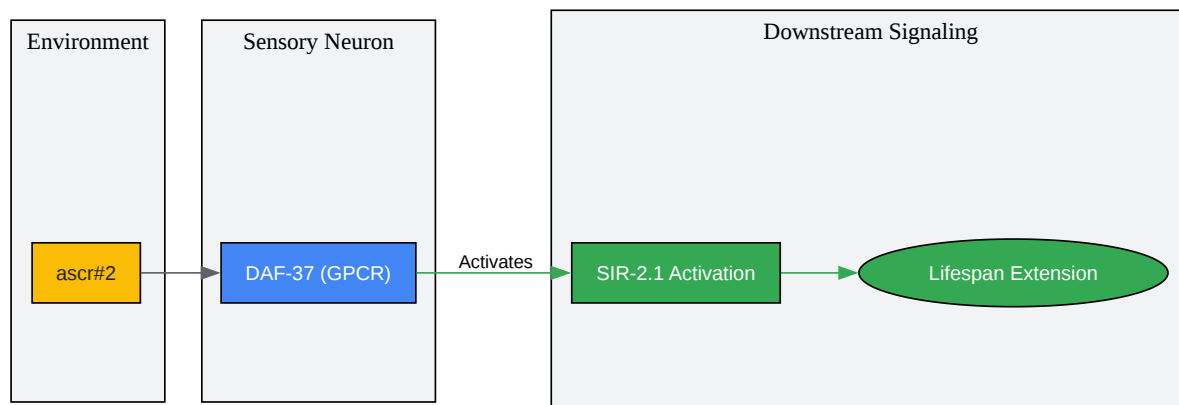 Environment
Sensory Neuron
Downstream Signaling
ascr#2
DAF-37 (GPCR)
Activates
SIR-2.1 Activation
Lifespan Extension